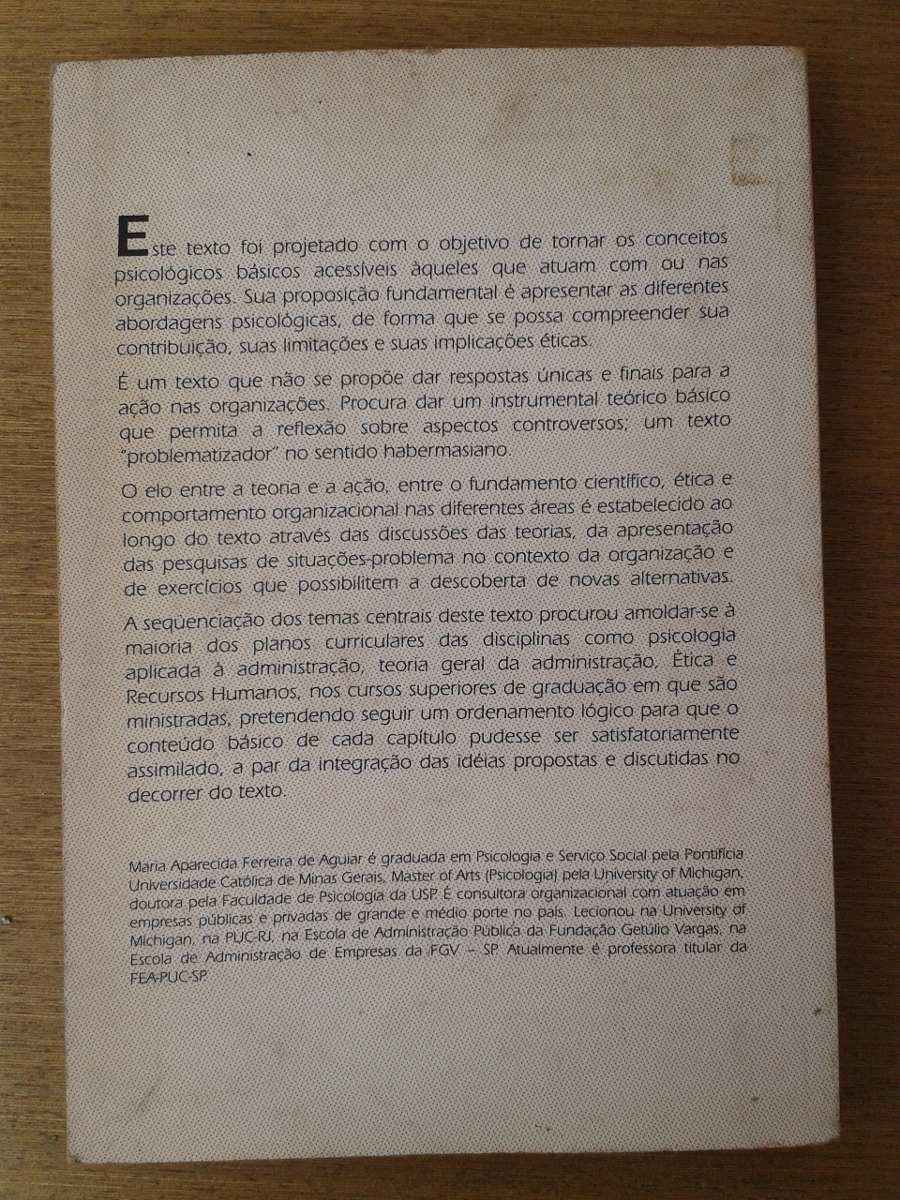 Este texto foi projetado com o objetivo de tornar os conceitos
psicológicos básicos acessíveis àqueles que atuam com ou nas
organizações. Sua proposição fundamental é apresentar as diferentes
abordagens psicológicas, de forma que se possa compreender sua
contribuição, suas limitações e suas implicações éticas.
É um texto que não se propõe dar respostas únicas e finais para a
ação nas organizações. Procura dar um instrumental teórico básico
que permita a reflexão sobre aspectos controversos; um texto
"problematizador" no sentido habermasiano.
O elo entre a teoria e a ação, entre o fundamento científico, ética e
comportamento organizacional nas diferentes áreas é estabelecido ao
longo do texto através das discussões das teorias, da apresentação
das pesquisas de situações-problema no contexto da organização e
de exercícios que possibilitem a descoberta de novas alternativas.
A seqüenciação dos temas centrais deste texto procurou amoldar-se à
maioria dos planos curriculares das disciplinas como psicologia
aplicada à administração, teoria geral da administração, Ética e
Recursos Humanos, nos cursos superiores de graduação em que são
ministradas, pretendendo seguir um ordenamento lógico para que o
conteúdo básico de cada capítulo pudesse ser satisfatoriamente
assimilado, a par da integração das idéias propostas e discutidas no
decorrer do texto.
Maria Aparecida Ferreira de Aguiar é graduada em Psicologia e Serviço Social pela Pontifícia
Universidade Católica de Minas Gerais, Master of Arts (Psicologia) pela University of Michigan,
doutora pela Faculdade de Psicologia da USP. É consultora organizacional com atuação em
empresas públicas e privadas de grande e médio porte no país. Lecionou na University of
Michigan, na PUC-RJ, na Escola de Administração Pública da Fundação Getúlio Vargas, na
Escola de Administração de Empresas da FGV – SP. Atualmente é professora titular da
FEA-PUC-SP.